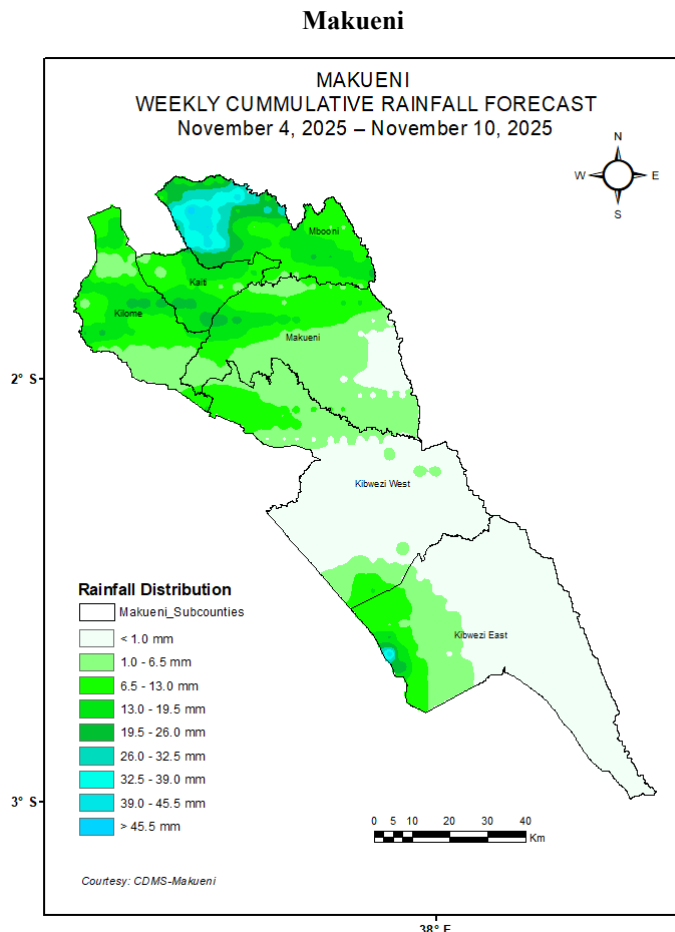 Makueni
MAKUENI
WEEKLY CUMMULATIVE RAINFALL FORECAST
November 4, 2025 – November 10, 2025
N
W E
S
Mbooni
Kaiti
Kilome
Makueni
2° S
Kibwezi West
Rainfall Distribution
Makueni_Subcounties
< 1.0 mm
Kibwezi East
1.0 - 6.5 mm
6.5 - 13.0 mm
13.0 - 19.5 mm
19.5 - 26.0 mm
26.0 - 32.5 mm
32.5 - 39.0 mm
39.0 - 45.5 mm
> 45.5 mm
3° S
0 5 10 20 30 40
Km
Courtesy: CDMS-Makueni
38° E